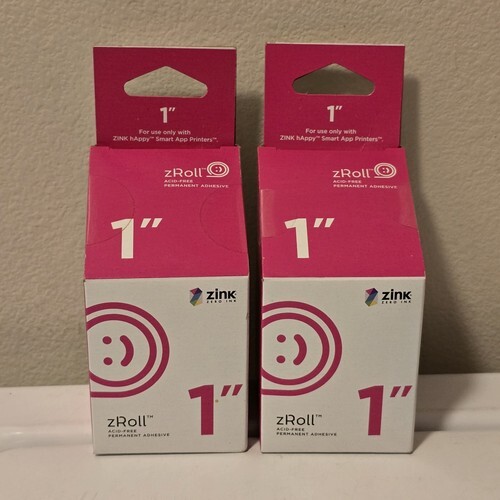 1"
For use only with
ZINK hAppy™ Smart App Printers™.
zRoll™
ACID-FREE
PERMANENT ADHESIVE
1"
zink
ZERO INK
1"
zRoll™
ACID-FREE
PERMANENT ADHESIVE
1"
For use only with
ZINK hAppy™ Smart App Printers™.
zRoll™
ACID-FREE
PERMANENT ADHESIVE
1"
zink
ZERO INK
1"
zRoll™
ACID-FREE
PERMANENT ADHESIVE